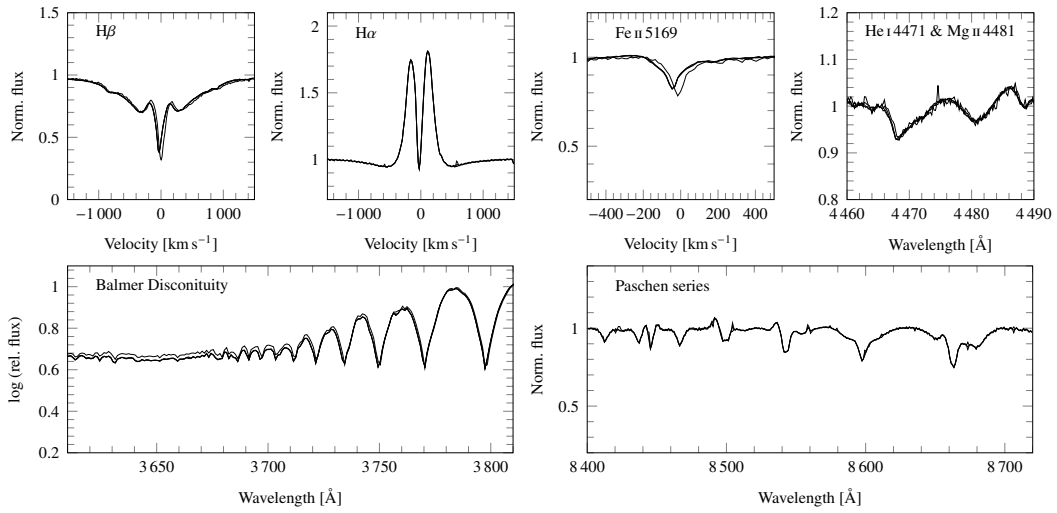 Hβ
Norm. flux
1.5
1
0.5
0
−1 000
0
1 000
Velocity [km s⁻¹]
Hα
Norm. flux
2
1.5
1
−1 000
0
1 000
Velocity [km s⁻¹]
Fe II 5169
Norm. flux
1
0.5
−400
−200
0
200
400
Velocity [km s⁻¹]
He I 4471 & Mg II 4481
Norm. flux
1.2
1.1
1
0.9
0.8
4 460
4 470
4 480
4 490
Wavelength [Å]
Balmer Disconituity
log (rel. flux)
1
0.8
0.6
0.4
0.2
3 650
3 700
3 750
3 800
Wavelength [Å]
Paschen series
Norm. flux
1
0.5
8 400
8 500
8 600
8 700
Wavelength [Å]